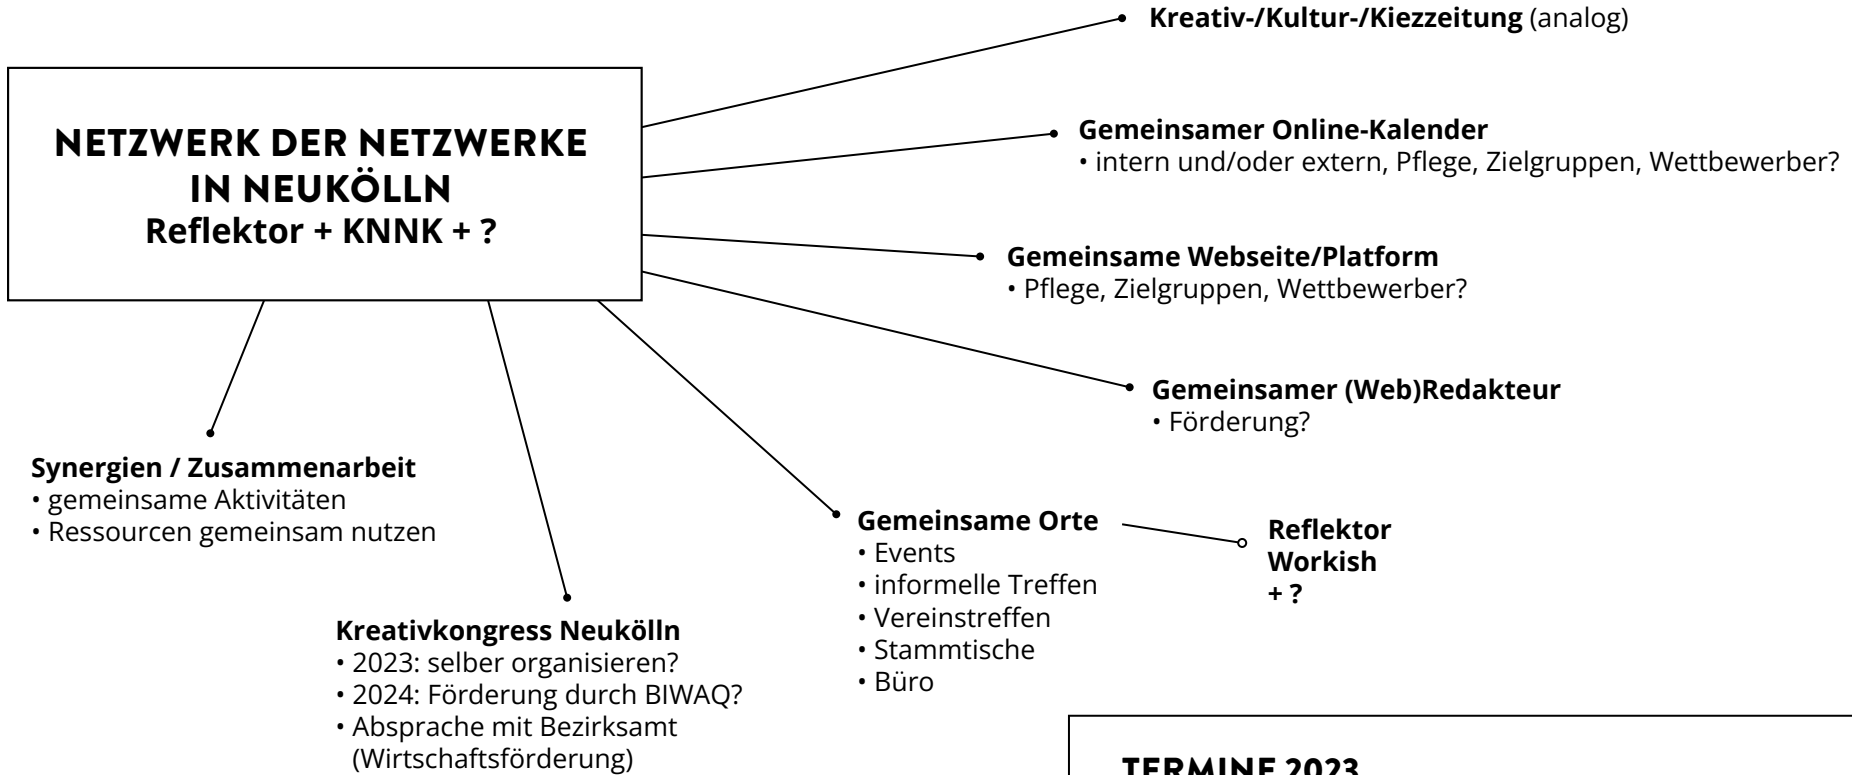 Kreativ-/Kultur-/Kiezzeitung (analog)
NETZWERK DER NETZWERKE
IN NEUKÖLLN
Reflektor + KNNK + ?
Gemeinsamer Online-Kalender
• intern und/oder extern, Pflege, Zielgruppen, Wettbewerber?
Gemeinsame Webseite/Platform
• Pflege, Zielgruppen, Wettbewerber?
Gemeinsamer (Web)Redakteur
• Förderung?
Synergien / Zusammenarbeit
• gemeinsame Aktivitäten
• Ressourcen gemeinsam nutzen
Gemeinsame Orte
• Events
• informelle Treffen
• Vereinstreffen
• Stammtische
• Büro
Reflektor
Workish
+ ?
Kreativkongress Neukölln
• 2023: selber organisieren?
• 2024: Förderung durch BIWAQ?
• Absprache mit Bezirksamt
(Wirtschaftsförderung)
TERMINE 2023